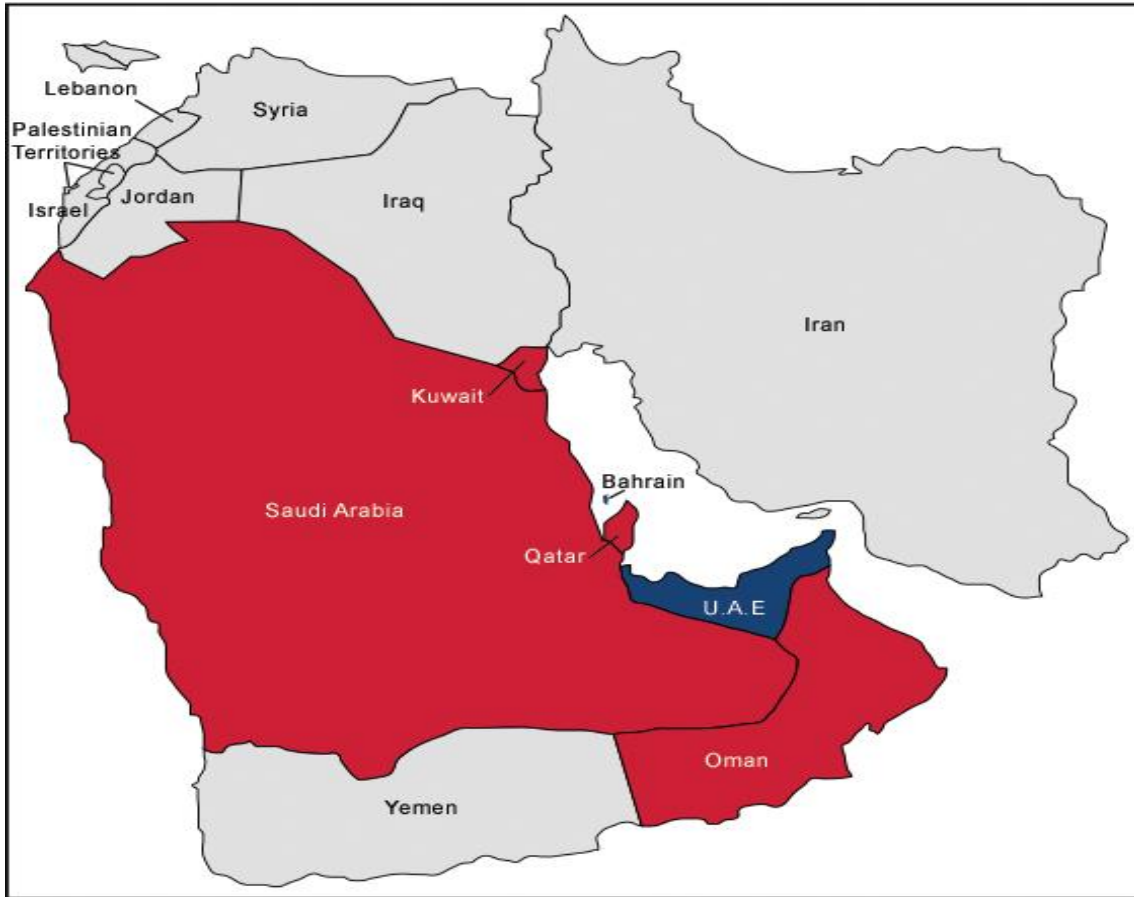 Lebanon
Syria
Palestinian
Territories
Jordan
Israel
Iraq
Iran
Kuwait
Bahrain
Saudi Arabia
Qatar
U.A.E
Oman
Yemen